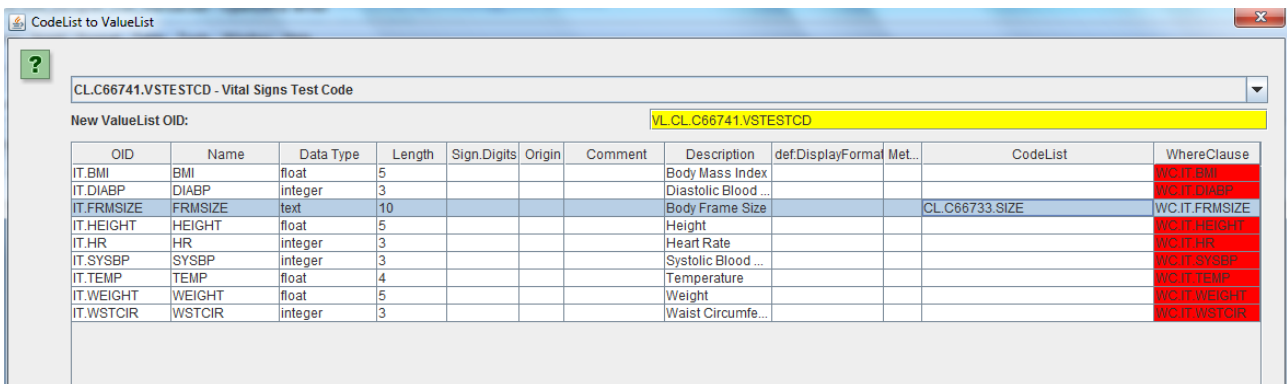 CodeList to ValueList
x
?
CL.C66741.VSTESTCD - Vital Signs Test Code
New ValueList OID: VL.CL.C66741.VSTESTCD
OID Name Data Type Length Sign.Digits Origin Comment Description def:DisplayFormat Met... CodeList WhereClause
IT.BMI BMI float 5 Body Mass Index WC.IT.BMI
IT.DIABP DIABP integer 3 Diastolic Blood ... WC.IT.DIABP
IT.FRMSIZE FRMSIZE text 10 Body Frame Size CL.C66733.SIZE WC.IT.FRMSIZE
IT.HEIGHT HEIGHT float 5 Height WC.IT.HEIGHT
IT.HR HR integer 3 Heart Rate WC.IT.HR
IT.SYSBP SYSBP integer 3 Systolic Blood ... WC.IT.SYSBP
IT.TEMP TEMP float 4 Temperature WC.IT.TEMP
IT.WEIGHT WEIGHT float 5 Weight WC.IT.WEIGHT
IT.WSTCIR WSTCIR integer 3 Waist Circumfe... WC.IT.WSTCIR